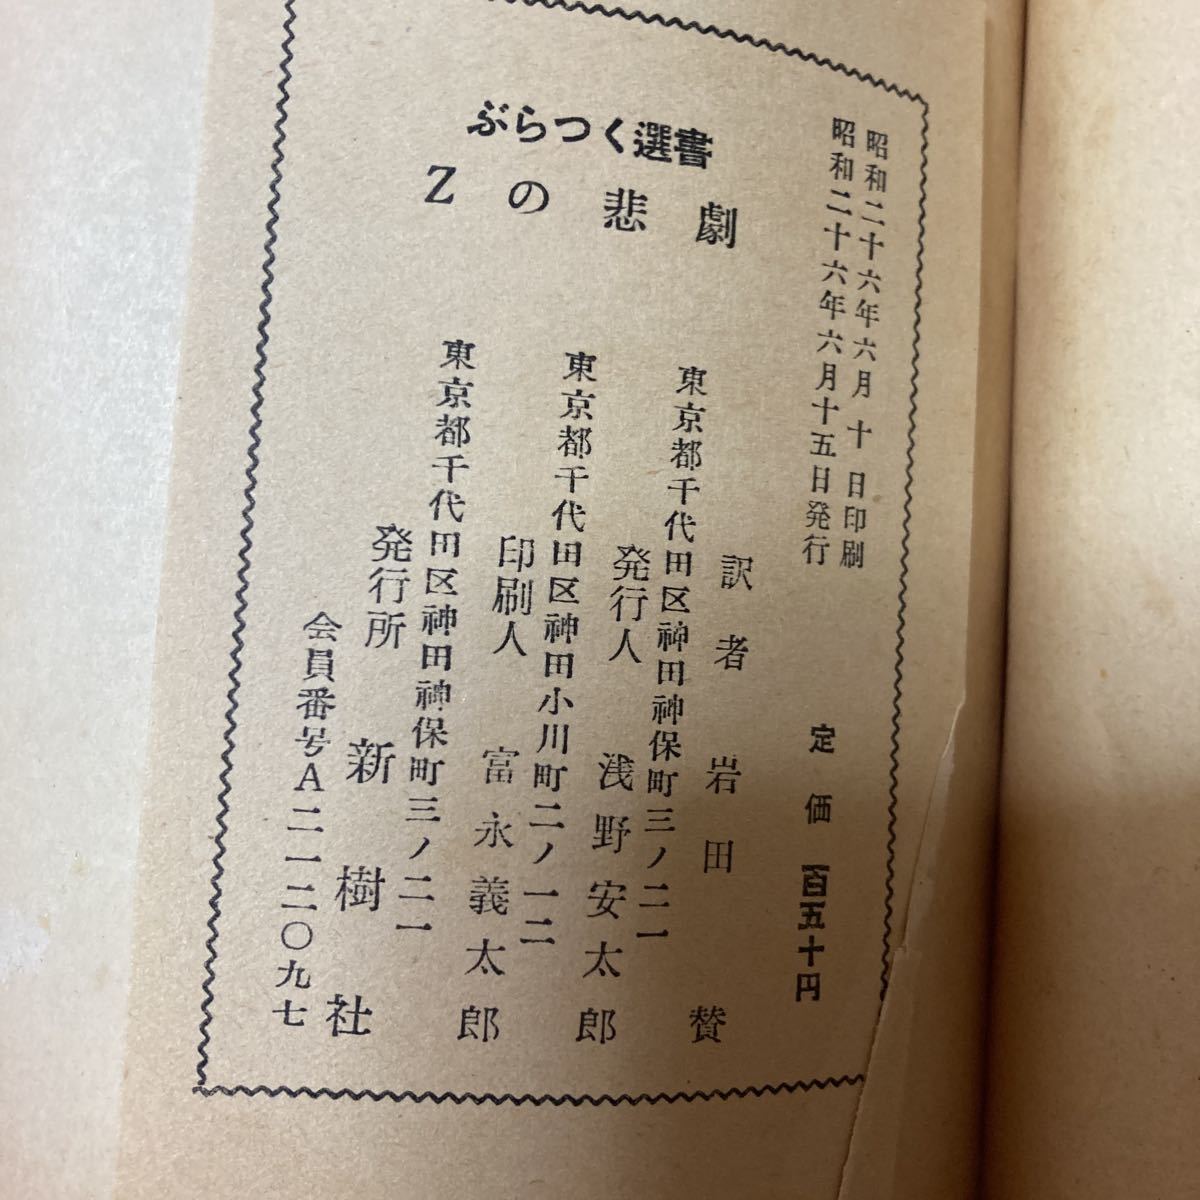 ぶらつく選書
Zの悲劇
昭和二十六年六月十日印刷
昭和二十六年六月十五日発行
定価 百五十円
訳者 岩田賛
東京都千代田区神田神保町三ノ二一
発行人 浅野安太郎
東京都千代田区神田小川町二ノ一二
印刷人 富永義太郎
東京都千代田区神田神保町三ノ二一
発行所 新樹社
会員番号A二一二〇九七